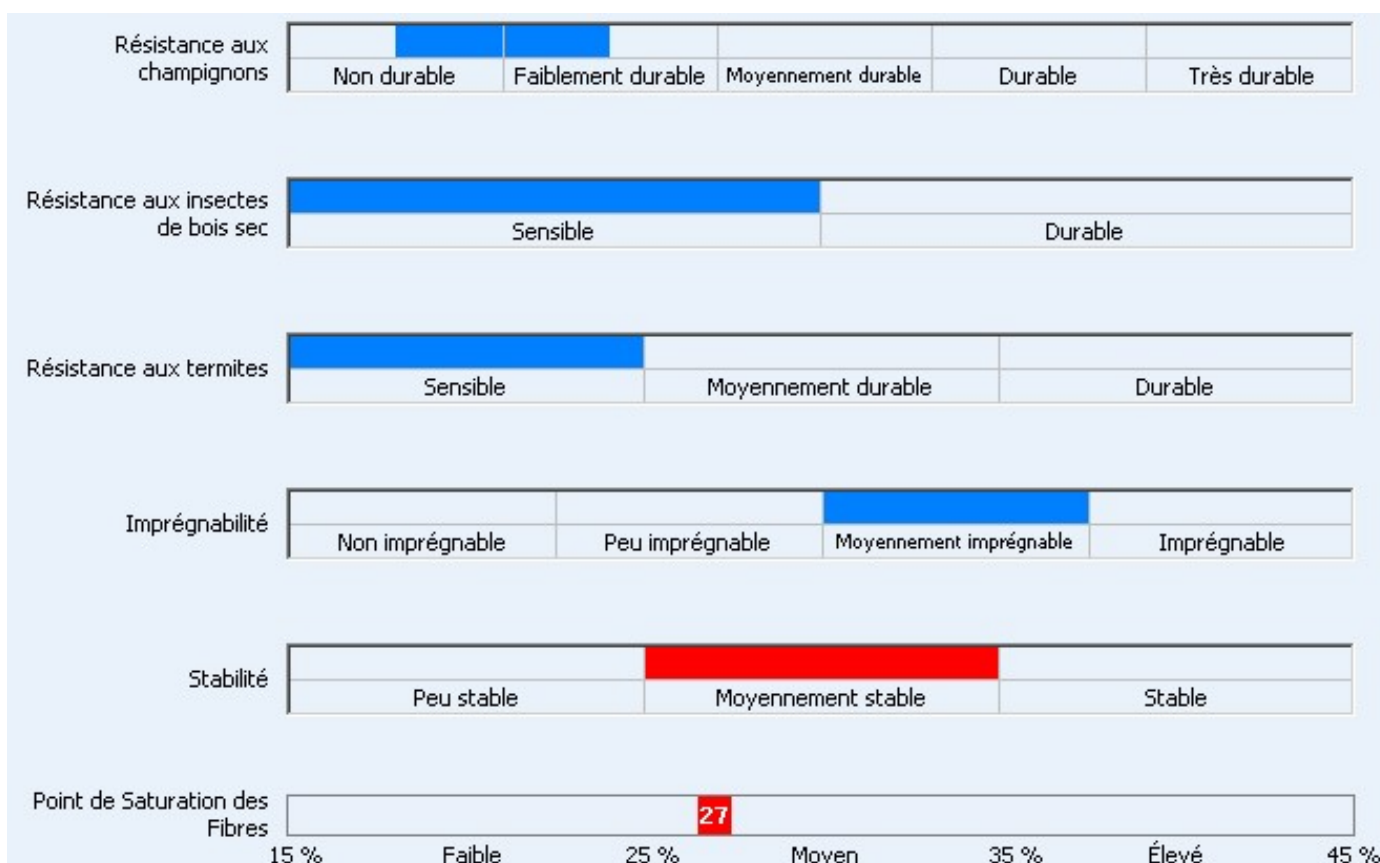 Résistance aux
champignons
Non durable Faiblement durable Moyennement durable Durable Très durable
Résistance aux insectes
de bois sec
Sensible Durable
Résistance aux termites
Sensible Moyennement durable Durable
Imprégnabilité
Non imprégnable Peu imprégnable Moyennement imprégnable Imprégnable
Stabilité
Peu stable Moyennement stable Stable
Point de Saturation des
Fibres
27
15 % Faible 25 % Moyen 35 % Élevé 45 %